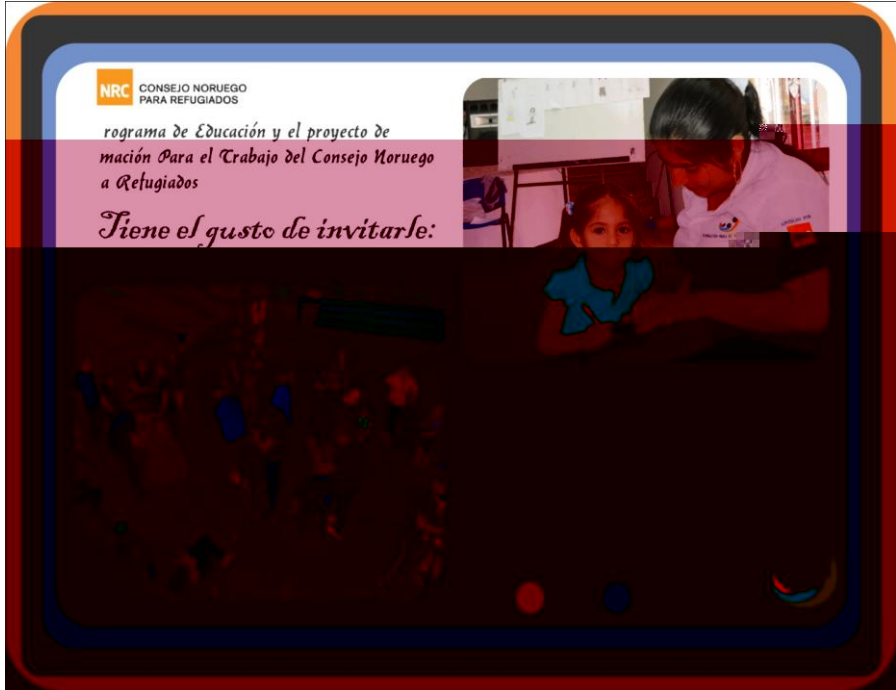 NRC CONSEJO NORUEGO
PARA REFUGIADOS
rograma de Educación y el proyecto de
mación Para el Trabajo del Consejo Noruego
a Refugiados
Tiene el gusto de invitarle: